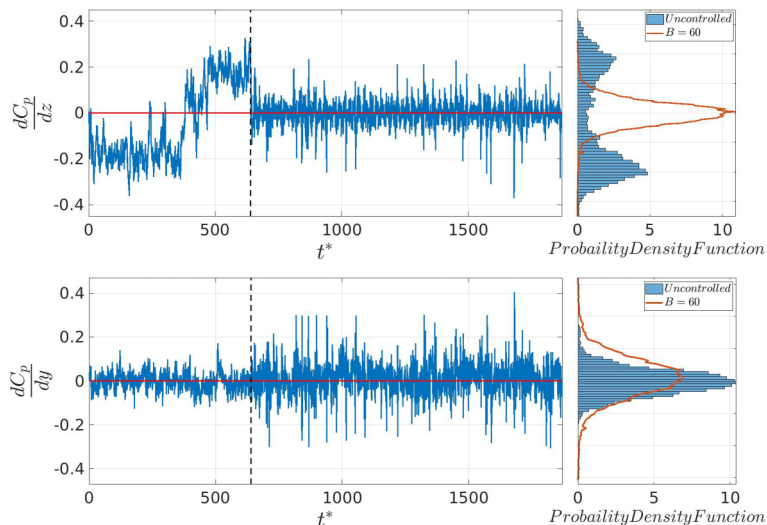 dC_p
dz
0.4
0.2
0
-0.2
-0.4
0
500
1000
1500
t*
Uncontrolled
B = 60
0
5
10
ProbailityDensityFunction
dC_p
dy
0.4
0.2
0
-0.2
-0.4
0
500
1000
1500
t*
Uncontrolled
B = 60
0
5
10
ProbailityDensityFunction